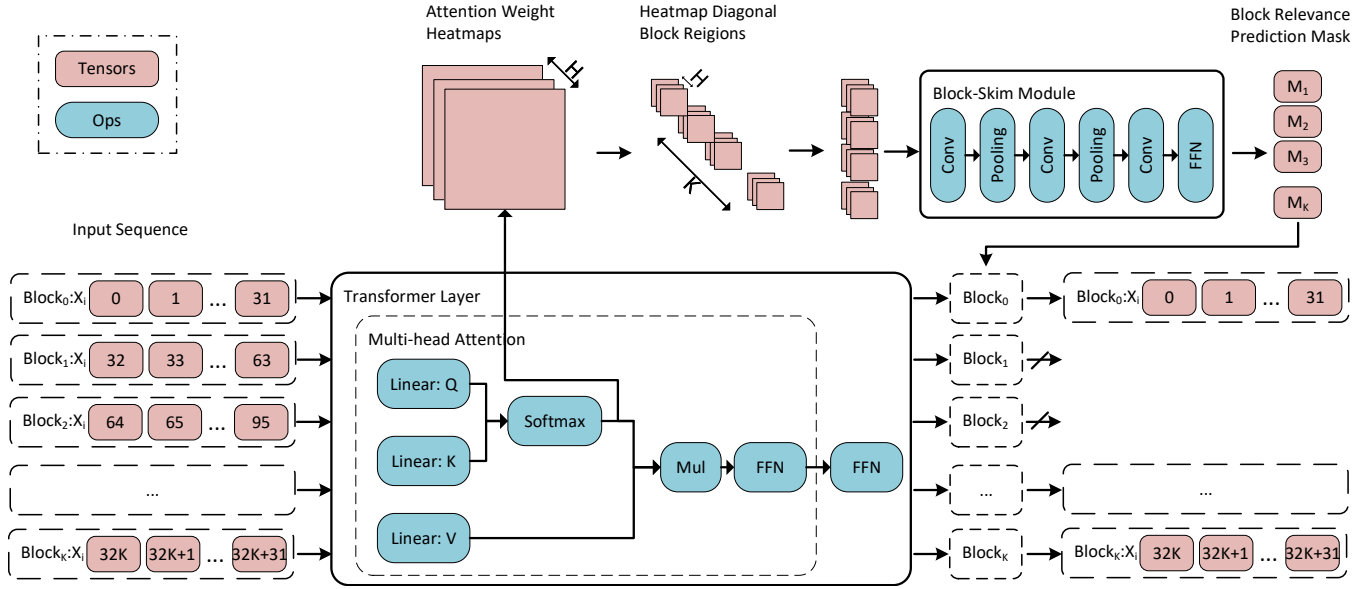 Tensors
Ops
Attention Weight
Heatmaps
H
Heatmap Diagonal
Block Reigions
H
K
Block-Skim Module
Conv
Pooling
Conv
Pooling
Conv
FFN
Block Relevance
Prediction Mask
M1
M2
M3
MK
Input Sequence
Block0:Xi 0 1 ... 31
Block1:Xi 32 33 ... 63
Block2:Xi 64 65 ... 95
...
BlockK:Xi 32K 32K+1 ... 32K+31
Transformer Layer
Multi-head Attention
Linear: Q
Linear: K
Linear: V
Softmax
Mul
FFN
FFN
Block0
Block1
Block2
...
BlockK
Block0:Xi 0 1 ... 31
...
BlockK:Xi 32K 32K+1 ... 32K+31